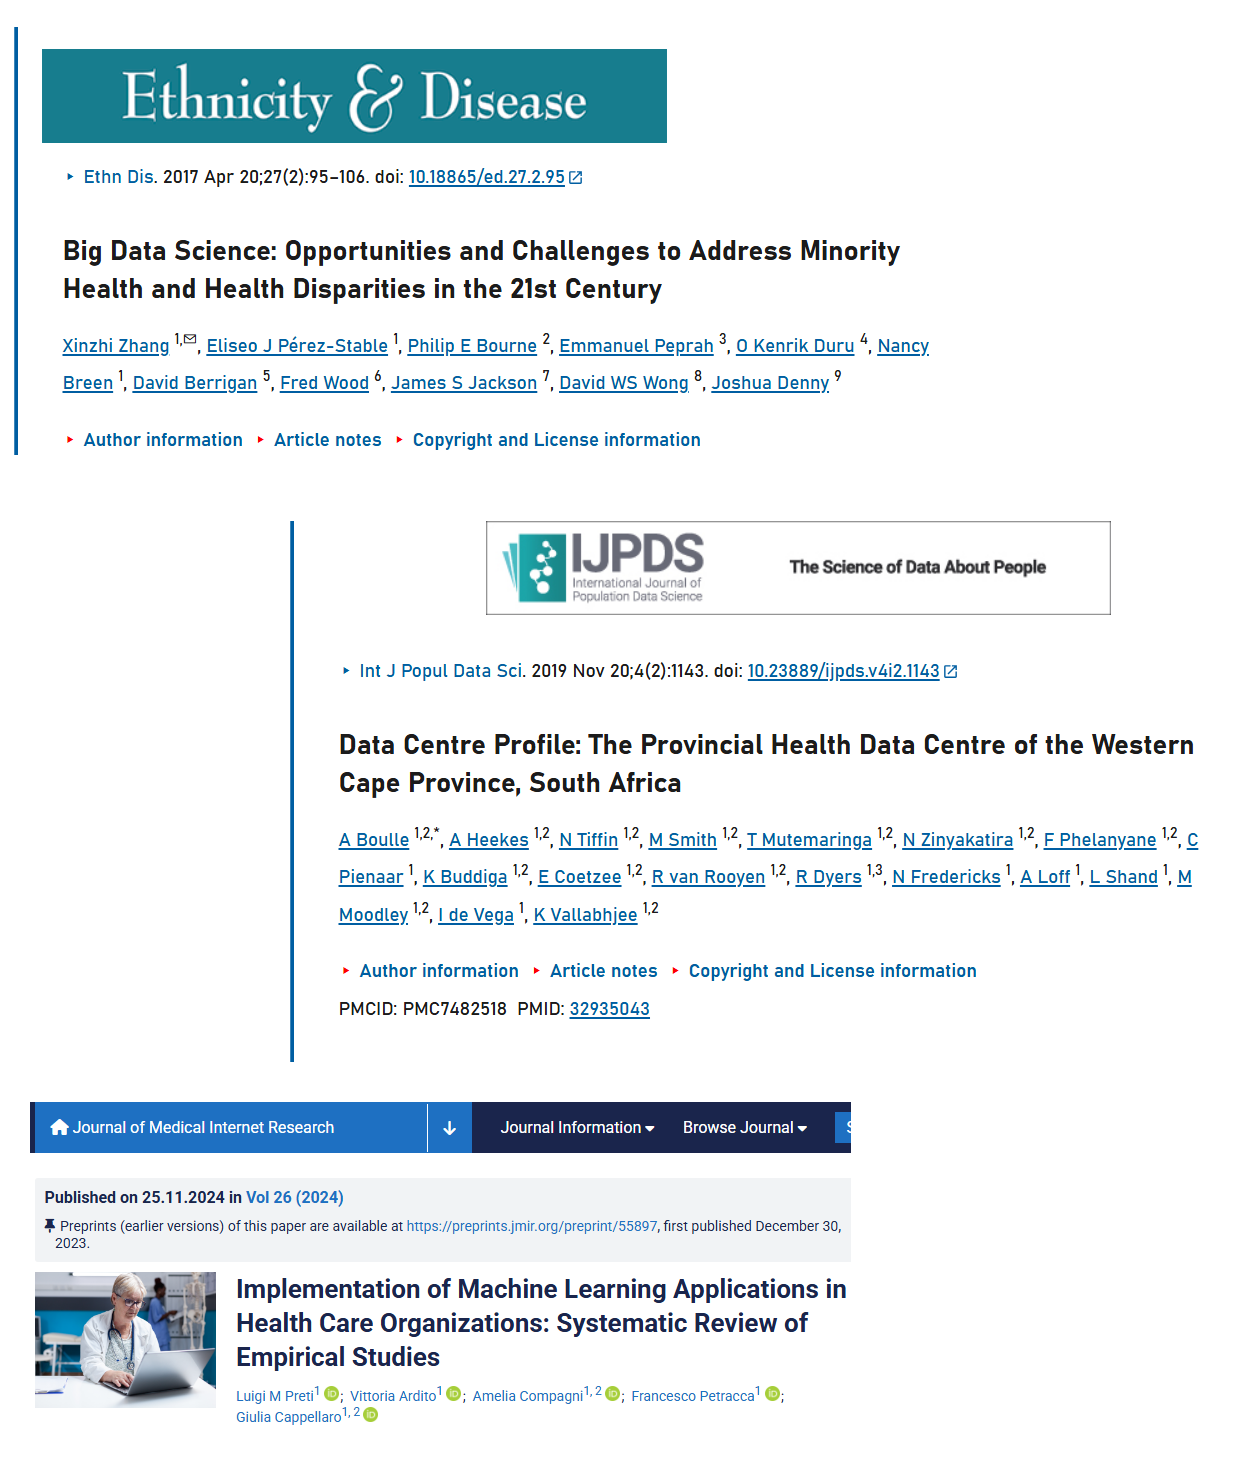 Ethnicity & Disease
Ethn Dis. 2017 Apr 20;27(2):95–106. doi: 10.18865/ed.27.2.95
Big Data Science: Opportunities and Challenges to Address Minority
Health and Health Disparities in the 21st Century
Xinzhi Zhang 1,✉, Eliseo J Pérez-Stable 1, Philip E Bourne 2, Emmanuel Peprah 3, O Kenrik Duru 4, Nancy
Breen 1, David Berrigan 5, Fred Wood 6, James S Jackson 7, David WS Wong 8, Joshua Denny 9
Author information Article notes Copyright and License information
IJPDS
International Journal of
Population Data Science
The Science of Data About People
Int J Popul Data Sci. 2019 Nov 20;4(2):1143. doi: 10.23889/ijpds.v4i2.1143
Data Centre Profile: The Provincial Health Data Centre of the Western
Cape Province, South Africa
A Boulle 1,2,*, A Heekes 1,2, N Tiffin 1,2, M Smith 1,2, T Mutemaringa 1,2, N Zinyakatira 1,2, F Phelanyane 1,2, C
Pienaar 1, K Buddiga 1,2, E Coetzee 1,2, R van Rooyen 1,2, R Dyers 1,3, N Fredericks 1, A Loff 1, L Shand 1, M
Moodley 1,2, I de Vega 1, K Vallabhjee 1,2
Author information Article notes Copyright and License information
PMCID: PMC7482518 PMID: 32935043
Journal of Medical Internet Research Journal Information Browse Journal S
Published on 25.11.2024 in Vol 26 (2024)
Preprints (earlier versions) of this paper are available at https://preprints.jmir.org/preprint/55897, first published December 30,
2023.
Implementation of Machine Learning Applications in
Health Care Organizations: Systematic Review of
Empirical Studies
Luigi M Preti1 iD; Vittoria Ardito1 iD; Amelia Compagni1, 2 iD; Francesco Petracca1 iD;
Giulia Cappellaro1, 2 iD